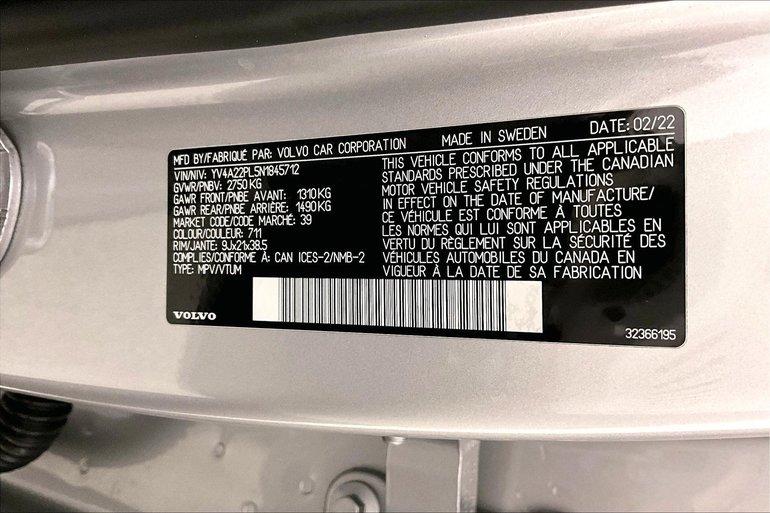 MFD BY/FABRIQUÉ PAR: VOLVO CAR CORPORATION MADE IN SWEDEN DATE: 02/22
VIN/NIV: YV4A22PL5N1845712
GVWR/PNBV: 2750 KG
GAWR FRONT/PNBE AVANT: 1310 KG
GAWR REAR/PNBE ARRIÈRE: 1490 KG
MARKET CODE/CODE MARCHÉ: 39
COLOUR/COULEUR: 711
RIM/JANTE: 9Jx21x38.5
COMPLIES/CONFORME À: CAN ICES-2/NMB-2
TYPE: MPV/VTUM
THIS VEHICLE CONFORMS TO ALL APPLICABLE
STANDARDS PRESCRIBED UNDER THE CANADIAN
MOTOR VEHICLE SAFETY REGULATIONS
IN EFFECT ON THE DATE OF MANUFACTURE/
CE VÉHICULE EST CONFORME À TOUTES
LES NORMES QUI LUI SONT APPLICABLES EN
VERTU DU RÈGLEMENT SUR LA SÉCURITÉ DES
VÉHICULES AUTOMOBILES DU CANADA EN
VIGUEUR À LA DATE DE SA FABRICATION
VOLVO
32366195